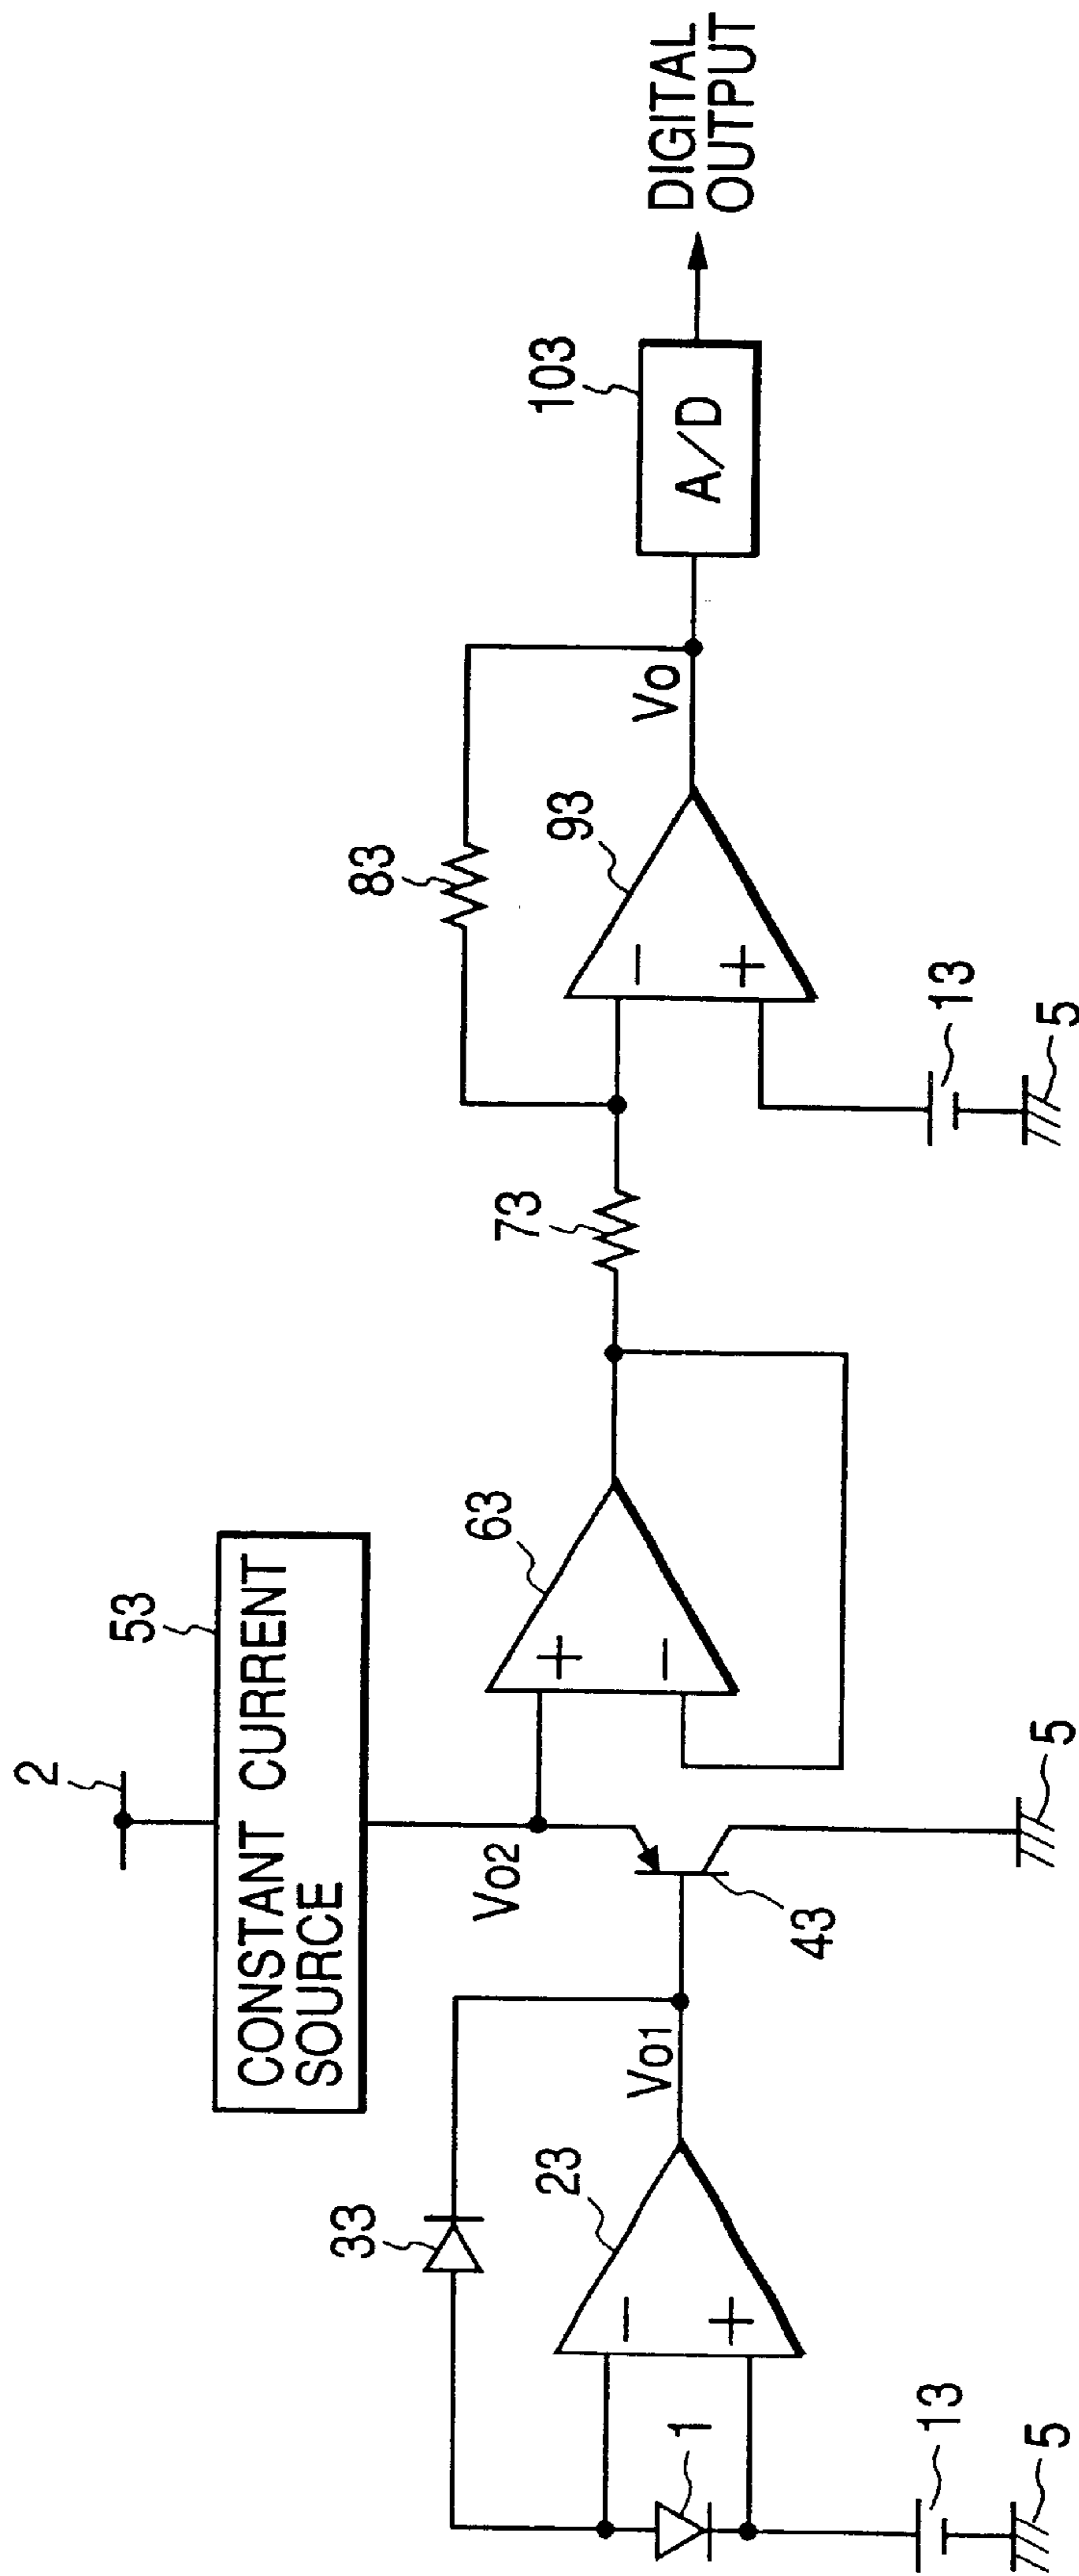 2
53
CONSTANT CURRENT
SOURCE
33
23
−
+
1
13
5
Vo1
Vo2
43
5
63
+
−
73
83
93
−
+
13
5
Vo
103
A/D
DIGITAL
OUTPUT